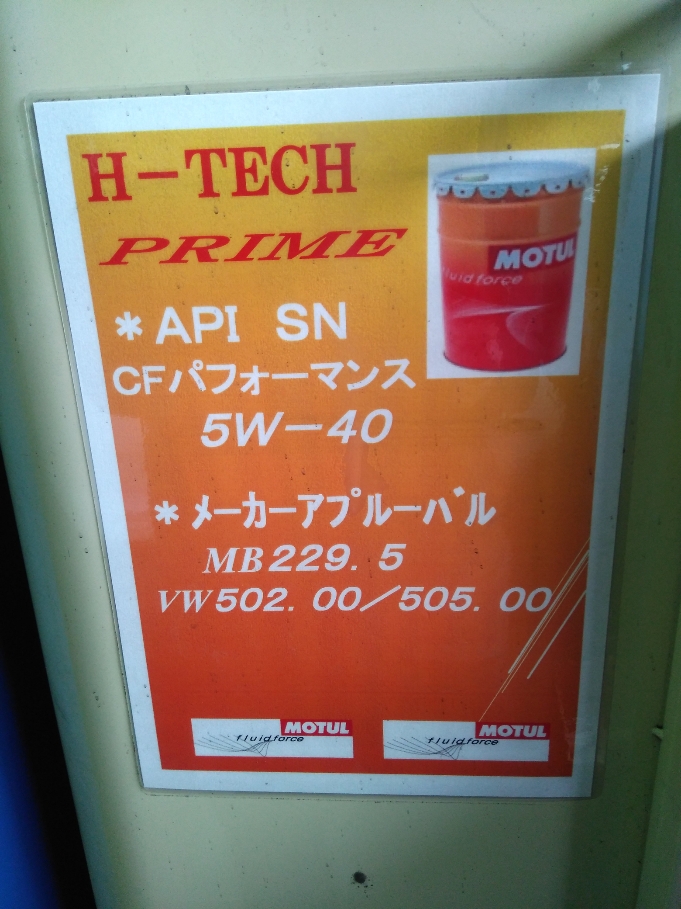 H-TECH
PRIME
MOTUL
fluid force
*API SN
CFパフォーマンス
5W-40
*メーカーアプルーバル
MB229.5
VW502.00/505.00
MOTUL
fluid force
MOTUL
fluid force